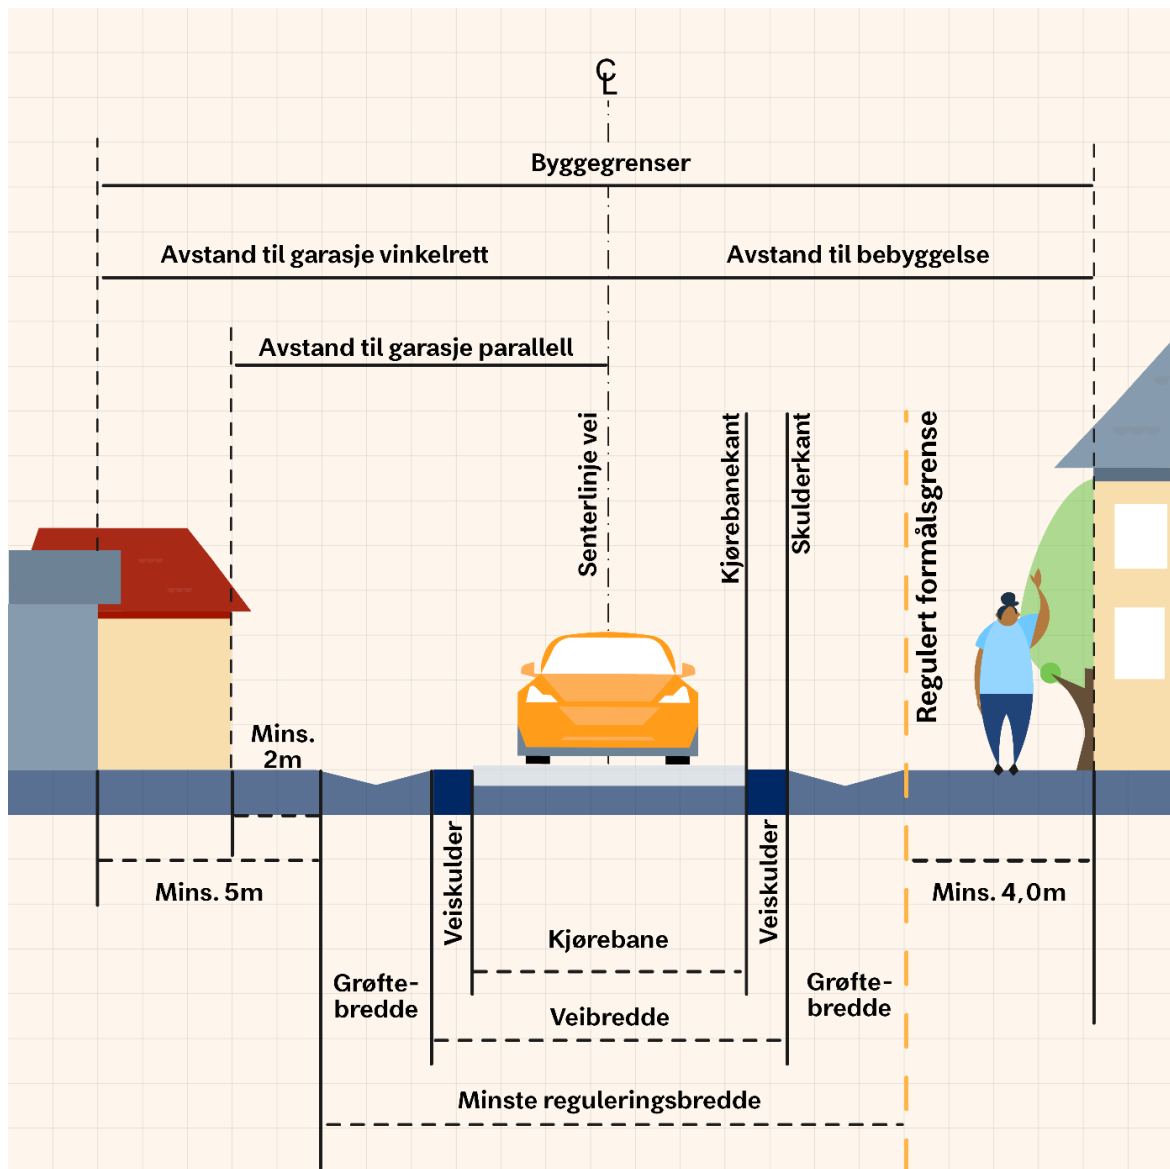 ℄
Byggegrenser
Avstand til garasje vinkelrett
Avstand til bebyggelse
Avstand til garasje parallell
Senterlinje vei
Kjørebanekant
Skulderkant
Regulert formålsgrense
Mins.
2m
Mins. 5m
Veiskulder
Veiskulder
Mins. 4,0m
Kjørebane
Grøfte-
bredde
Grøfte-
bredde
Veibredde
Minste reguleringsbredde